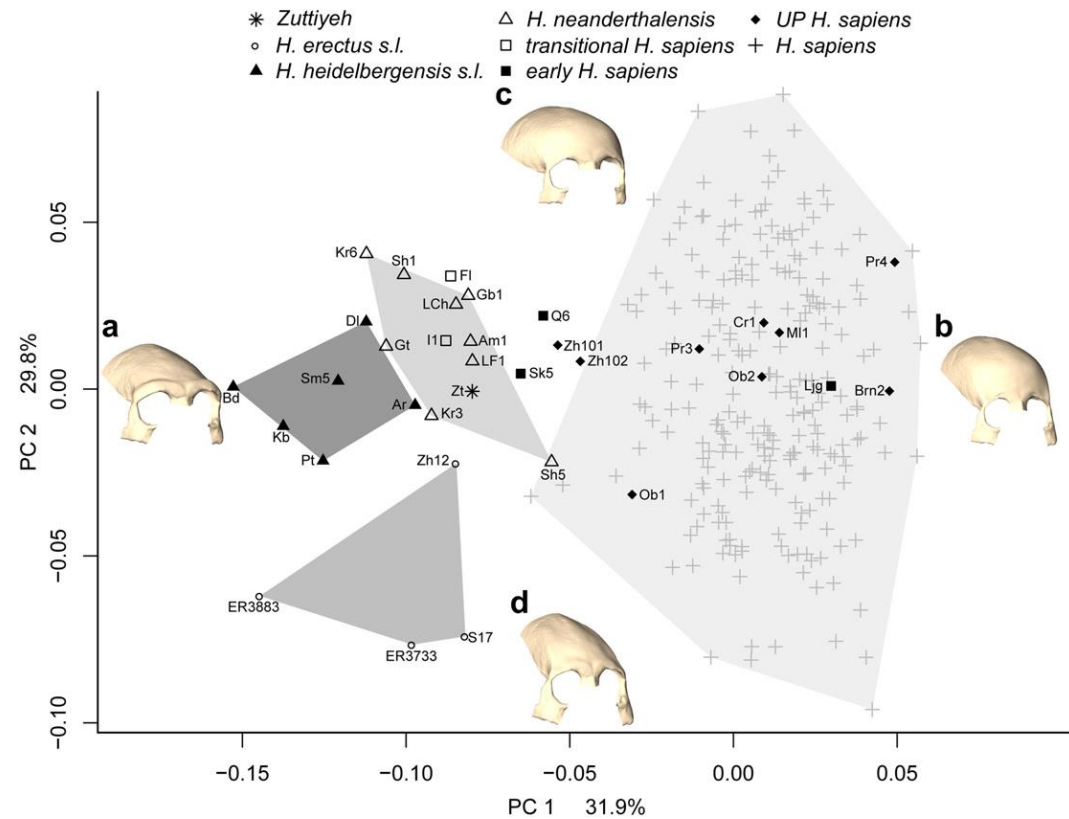 Zuttiyeh
H. erectus s.l.
H. heidelbergensis s.l.
H. neanderthalensis
transitional H. sapiens
early H. sapiens
UP H. sapiens
H. sapiens
c
Kr6
Sh1
Fl
LCh
Gb1
Pr4
a
Dl
Gt
I1
Am1
LF1
Q6
Zh101
Zh102
Cr1
Ml1
Pr3
b
Bd
Sm5
Ar
Zt
Sk5
Ob2
Ljg
Brn2
Kb
Kr3
Pt
Zh12
Sh5
Ob1
d
ER3883
ER3733
S17
0.05
0.00
−0.05
−0.10
PC 2 29.8%
−0.15
−0.10
−0.05
0.00
0.05
PC 1 31.9%